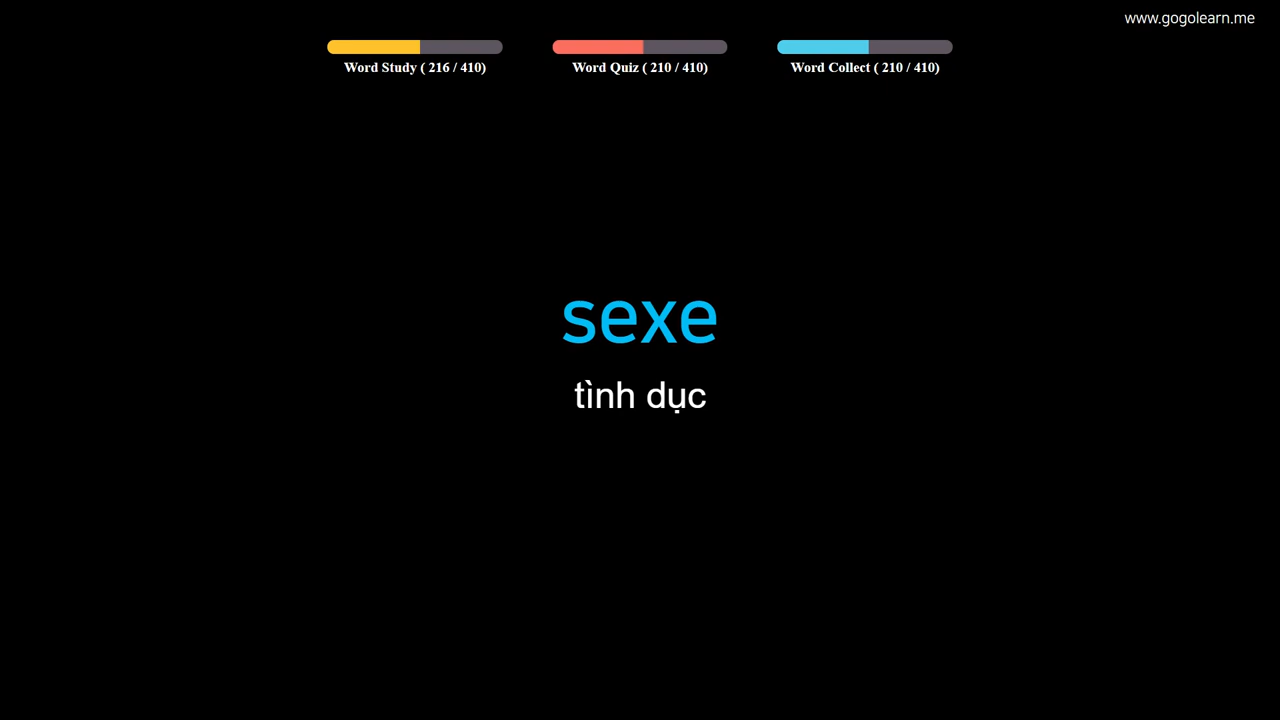 www.gogolearn.me
Word Study ( 216 / 410)
Word Quiz ( 210 / 410)
Word Collect ( 210 / 410)
sexe
tình dục